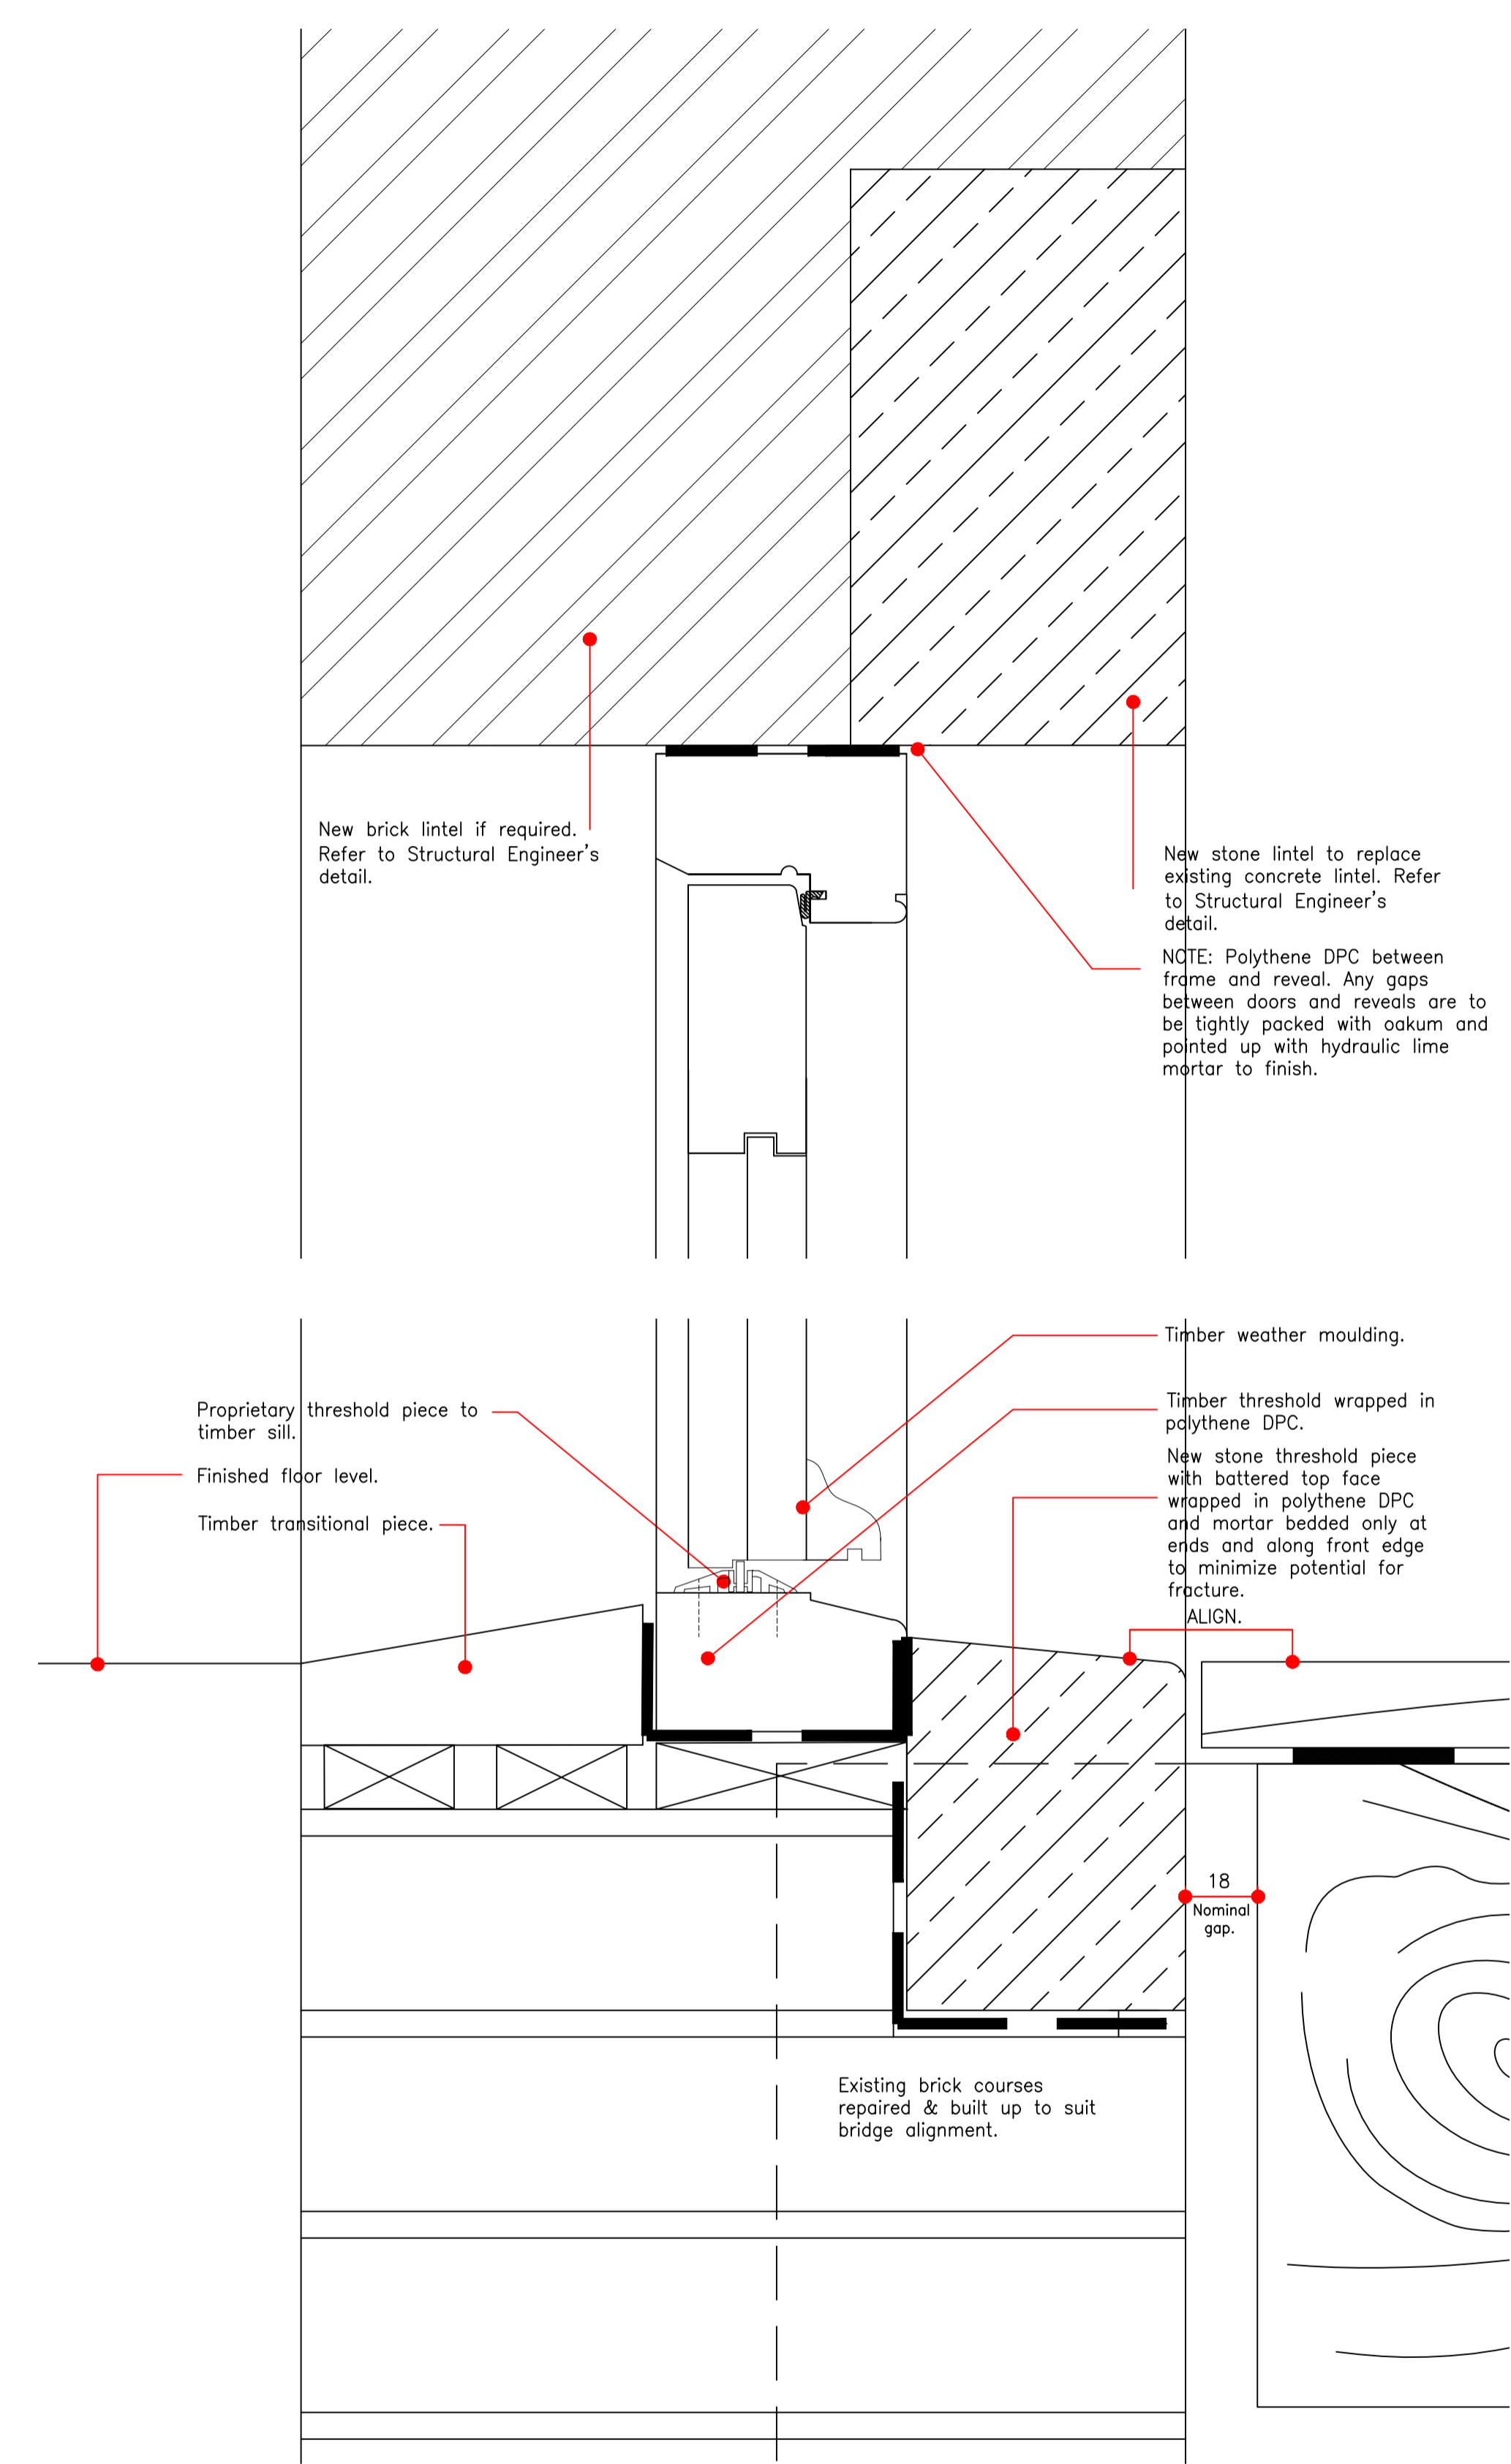 New brick lintel if required.
Refer to Structural Engineer's
detail.
New stone lintel to replace
existing concrete lintel. Refer
to Structural Engineer's
detail.
NOTE: Polythene DPC between
frame and reveal. Any gaps
between doors and reveals are to
be tightly packed with oakum and
pointed up with hydraulic lime
mortar to finish.
Timber weather moulding.
Proprietary threshold piece to
timber sill.
Timber threshold wrapped in
polythene DPC.
Finished floor level.
New stone threshold piece
with battered top face
wrapped in polythene DPC
and mortar bedded only at
ends and along front edge
to minimize potential for
fracture.
Timber transitional piece.
ALIGN.
18
Nominal
gap.
Existing brick courses
repaired & built up to suit
bridge alignment.